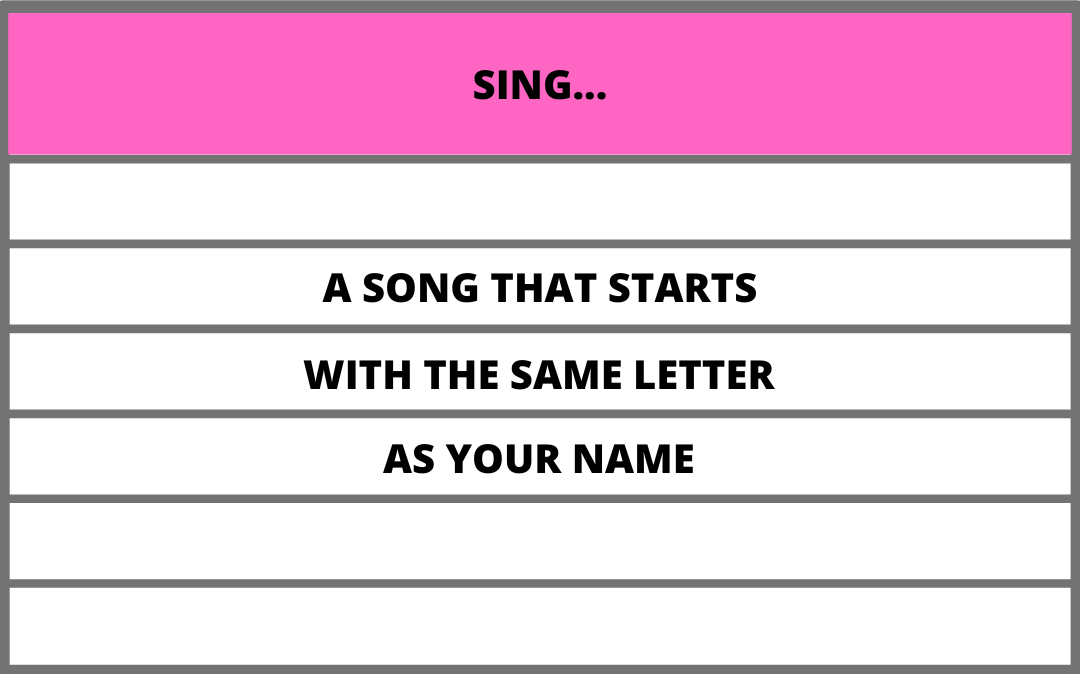 SING...
A SONG THAT STARTS
WITH THE SAME LETTER
AS YOUR NAME